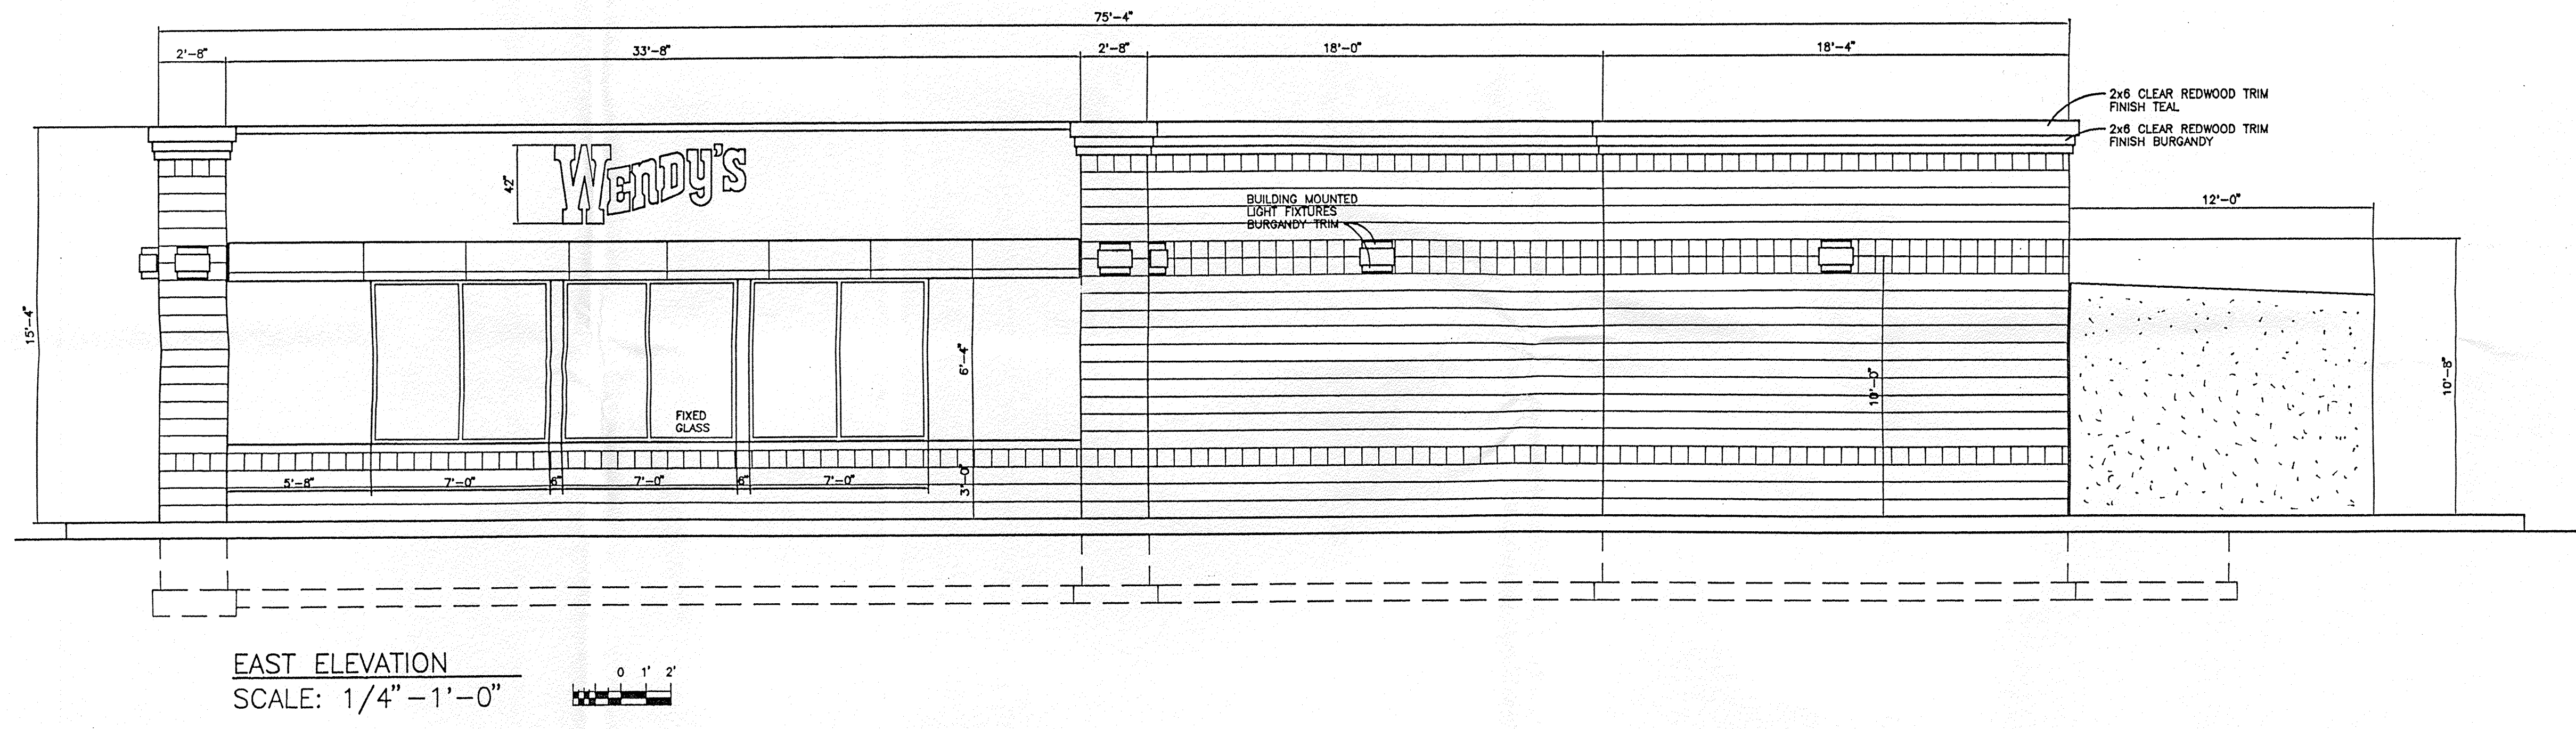 75'-4"
2'-8"
33'-8"
2'-8"
18'-0"
18'-4"
2x6 CLEAR REDWOOD TRIM
FINISH TEAL
2x6 CLEAR REDWOOD TRIM
FINISH BURGANDY
WENDY'S
42"
BUILDING MOUNTED
LIGHT FIXTURES
BURGANDY TRIM
12'-0"
15'-4"
6'-4"
10'-0"
10'-8"
FIXED
GLASS
5'-8"
7'-0"
6"
7'-0"
6"
7'-0"
3'-0"
EAST ELEVATION
SCALE: 1/4"-1'-0"
0 1' 2'